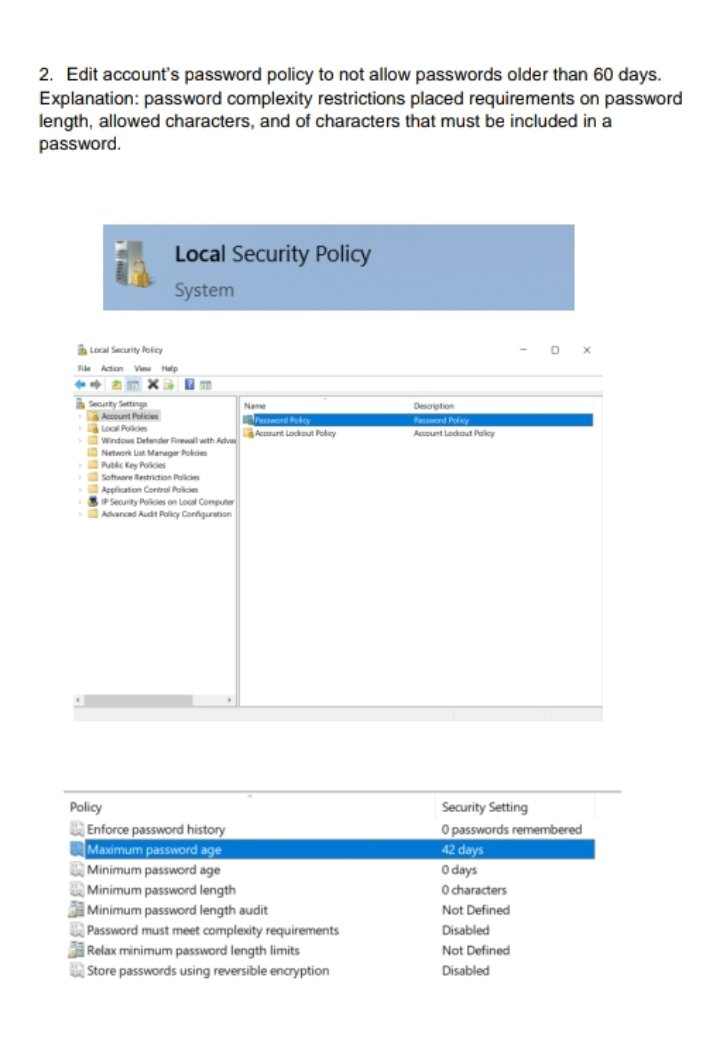 2. Edit account's password policy to not allow passwords older than 60 days.
Explanation: password complexity restrictions placed requirements on password
length, allowed characters, and of characters that must be included in a
password.
Local Security Policy
System
Local Security Policy
File Action View Help
Security Settings
Account Policies
Local Policies
Windows Defender Firewall with Adva
Network List Manager Policies
Public Key Policies
Software Restriction Policies
Application Control Policies
IP Security Policies on Local Computer
Advanced Audit Policy Configuration
Name Description
Password Policy Password Policy
Account Lockout Policy Account Lockout Policy
Policy Security Setting
Enforce password history 0 passwords remembered
Maximum password age 42 days
Minimum password age 0 days
Minimum password length 0 characters
Minimum password length audit Not Defined
Password must meet complexity requirements Disabled
Relax minimum password length limits Not Defined
Store passwords using reversible encryption Disabled